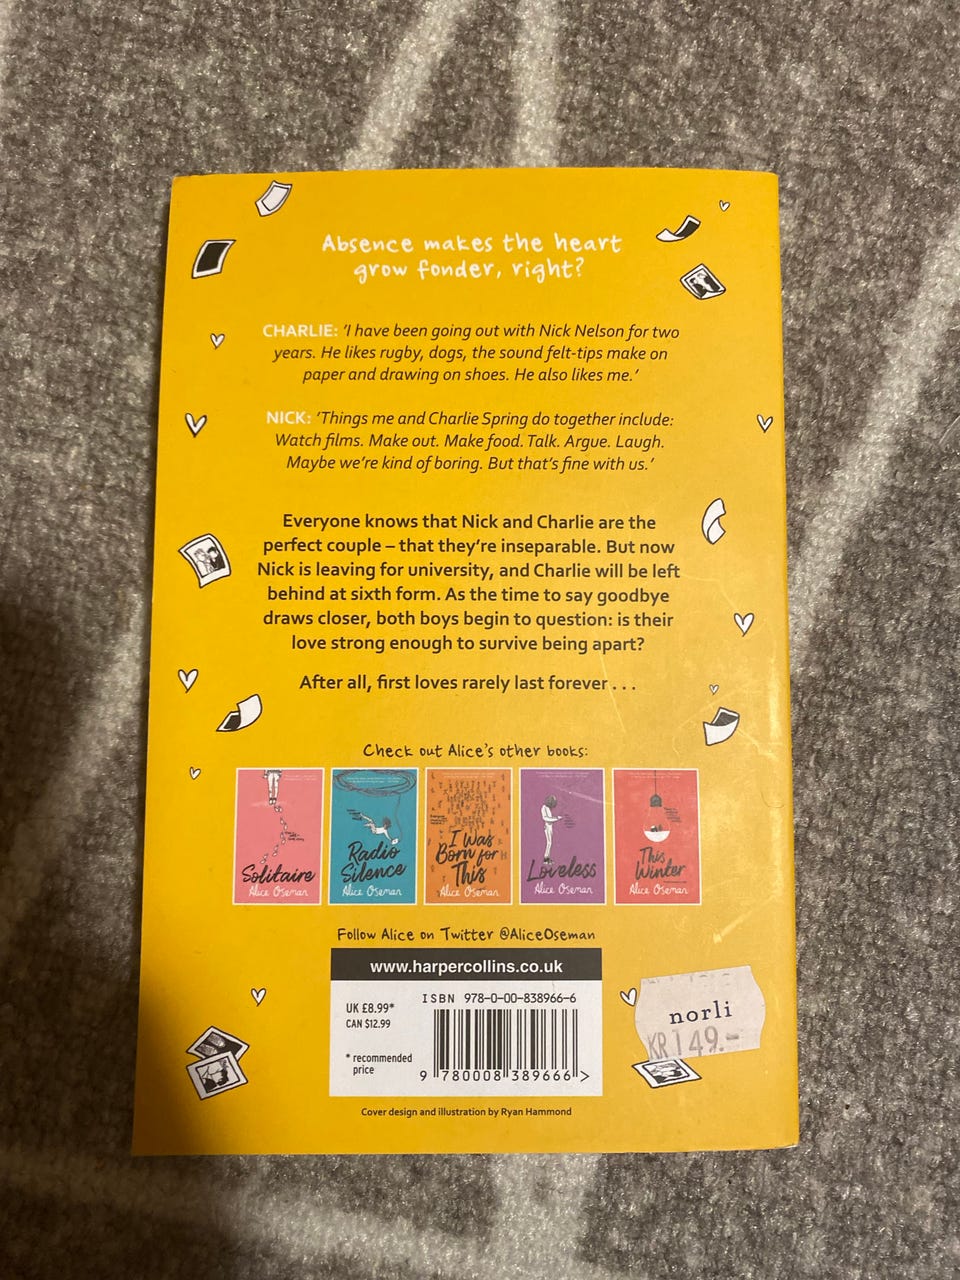 Absence makes the heart
grow fonder, right?
CHARLIE: ‘I have been going out with Nick Nelson for two
years. He likes rugby, dogs, the sound felt-tips make on
paper and drawing on shoes. He also likes me.’
NICK: ‘Things me and Charlie Spring do together include:
Watch films. Make out. Make food. Talk. Argue. Laugh.
Maybe we’re kind of boring. But that’s fine with us.’
Everyone knows that Nick and Charlie are the
perfect couple – that they’re inseparable. But now
Nick is leaving for university, and Charlie will be left
behind at sixth form. As the time to say goodbye
draws closer, both boys begin to question: is their
love strong enough to survive being apart?
After all, first loves rarely last forever . . .
Check out Alice’s other books:
Solitaire
Alice Oseman
Radio
Silence
Alice Oseman
I Was
Born for
This
Alice Oseman
Loveless
Alice Oseman
This
Winter
Alice Oseman
Follow Alice on Twitter @AliceOseman
www.harpercollins.co.uk
ISBN 978-0-00-838966-6
UK £8.99*
CAN $12.99
* recommended
price
9 780008 389666 >
norli
KR 149.-
Cover design and illustration by Ryan Hammond